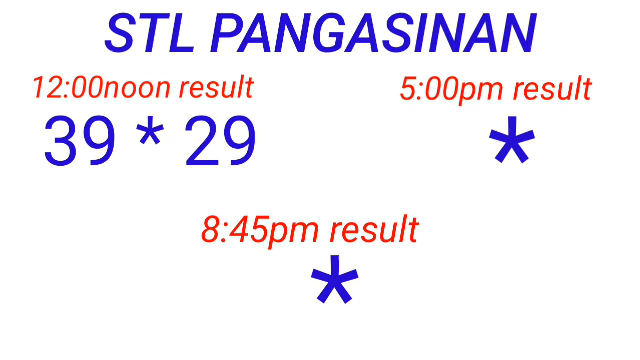 STL PANGASINAN
12:00noon result 5:00pm result
39 * 29 *
8:45pm result
*